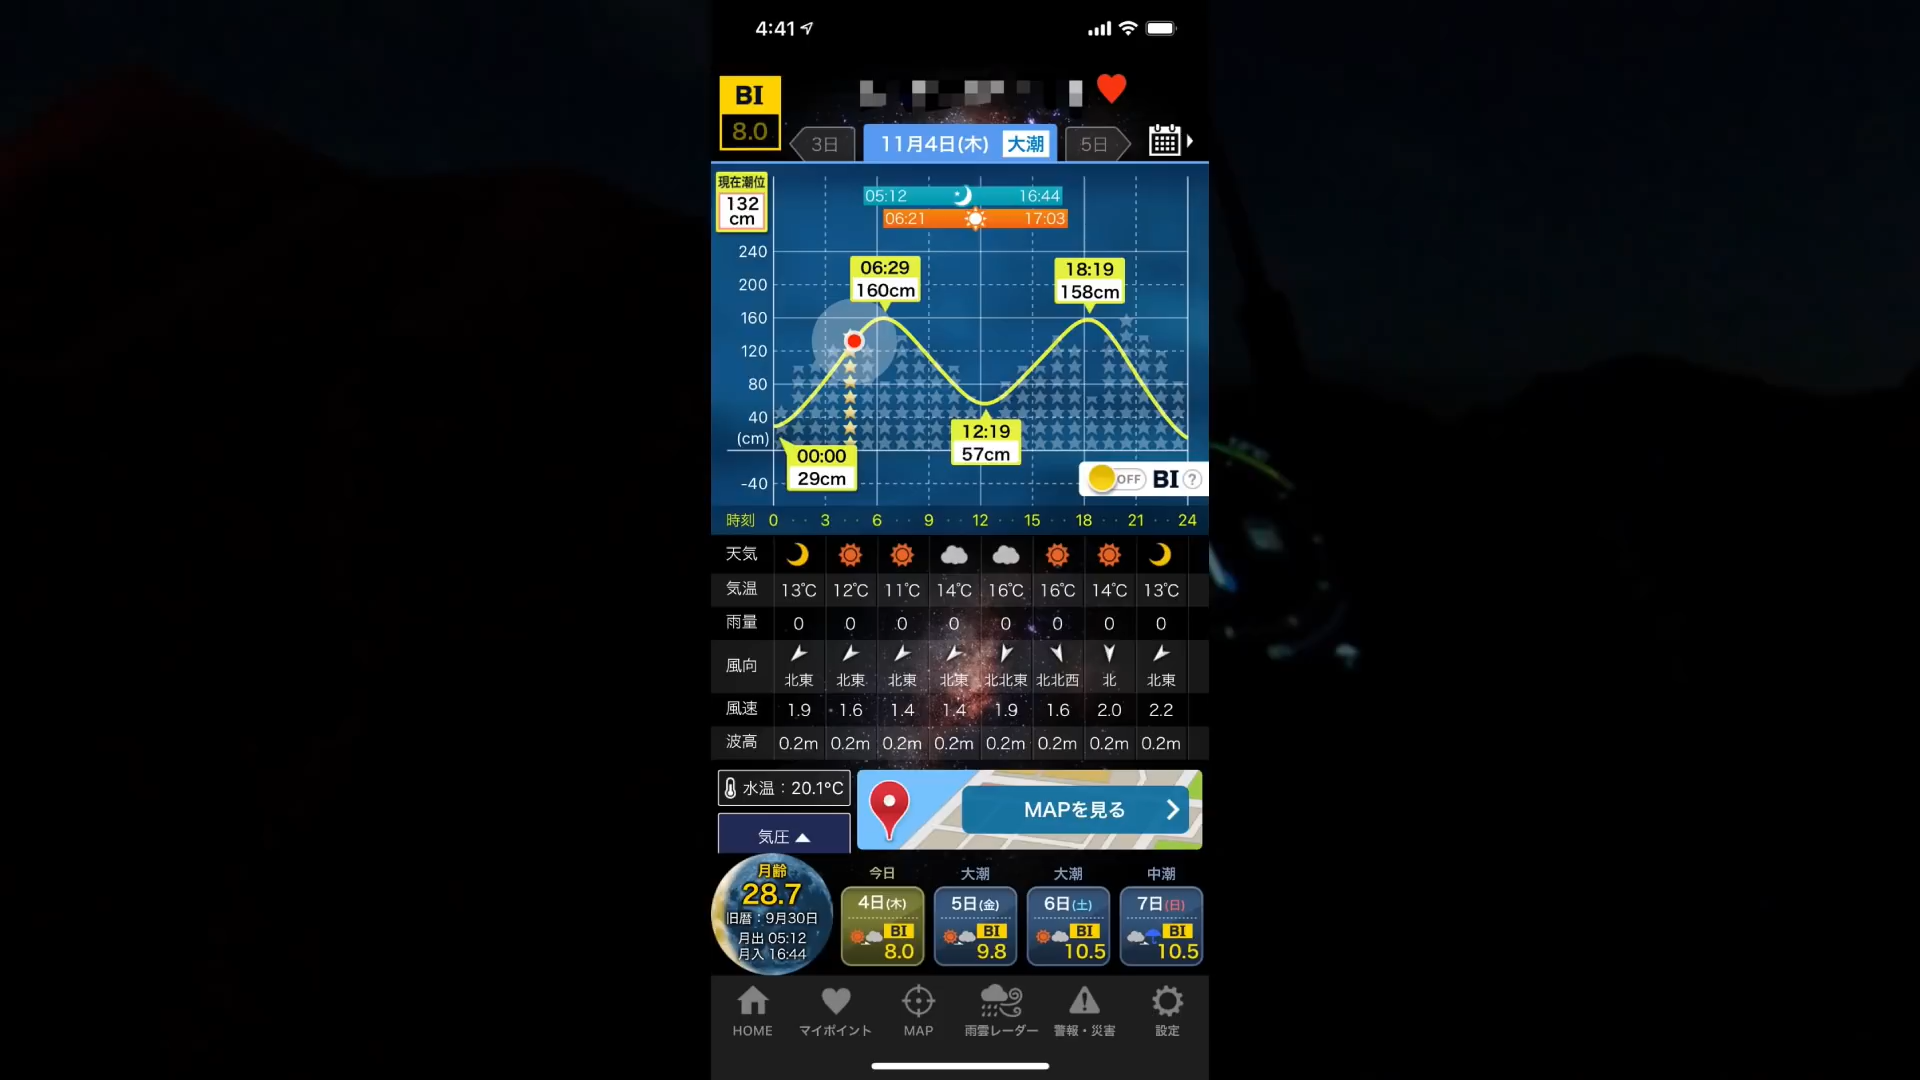 4:41
BI
8.0
3日
11月4日(木) 大潮
5日
現在潮位
132
cm
05:12 16:44
06:21 17:03
240
200
160
120
80
40
(cm)
-40
06:29
160cm
18:19
158cm
12:19
57cm
00:00
29cm
OFF BI ?
時刻 0 3 6 9 12 15 18 21 24
天気
気温 13℃ 12℃ 11℃ 14℃ 16℃ 16℃ 14℃ 13℃
雨量 0 0 0 0 0 0 0 0
風向 北東 北東 北東 北東 北北東 北北西 北 北東
風速 1.9 1.6 1.4 1.4 1.9 1.6 2.0 2.2
波高 0.2m 0.2m 0.2m 0.2m 0.2m 0.2m 0.2m 0.2m
水温：20.1°C
気圧
MAPを見る
月齢
28.7
旧暦：9月30日
月出 05:12
月入 16:44
今日
4日(木)
BI
8.0
大潮
5日(金)
BI
9.8
大潮
6日(土)
BI
10.5
中潮
7日(日)
BI
10.5
HOME マイポイント MAP 雨雲レーダー 警報・災害 設定